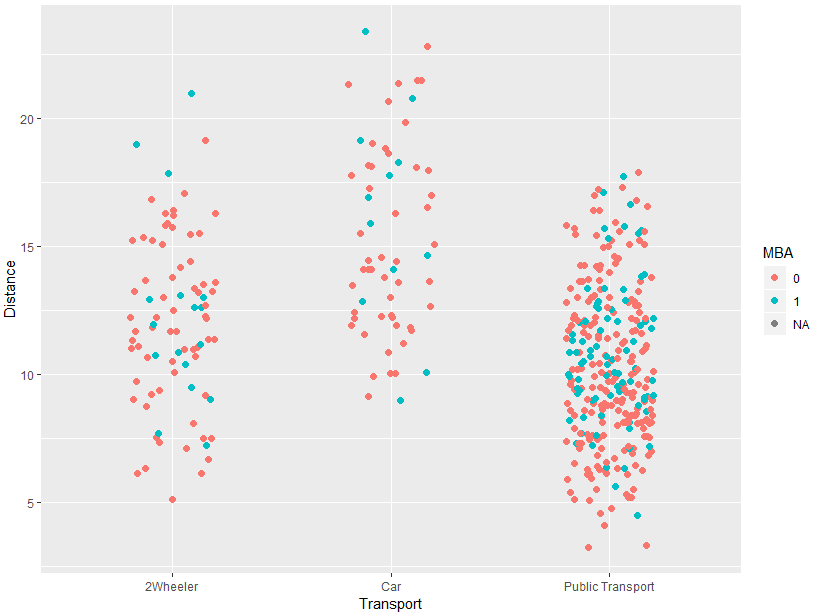 20
15
10
5
Distance
2Wheeler Car Public Transport
Transport
MBA
0
1
NA